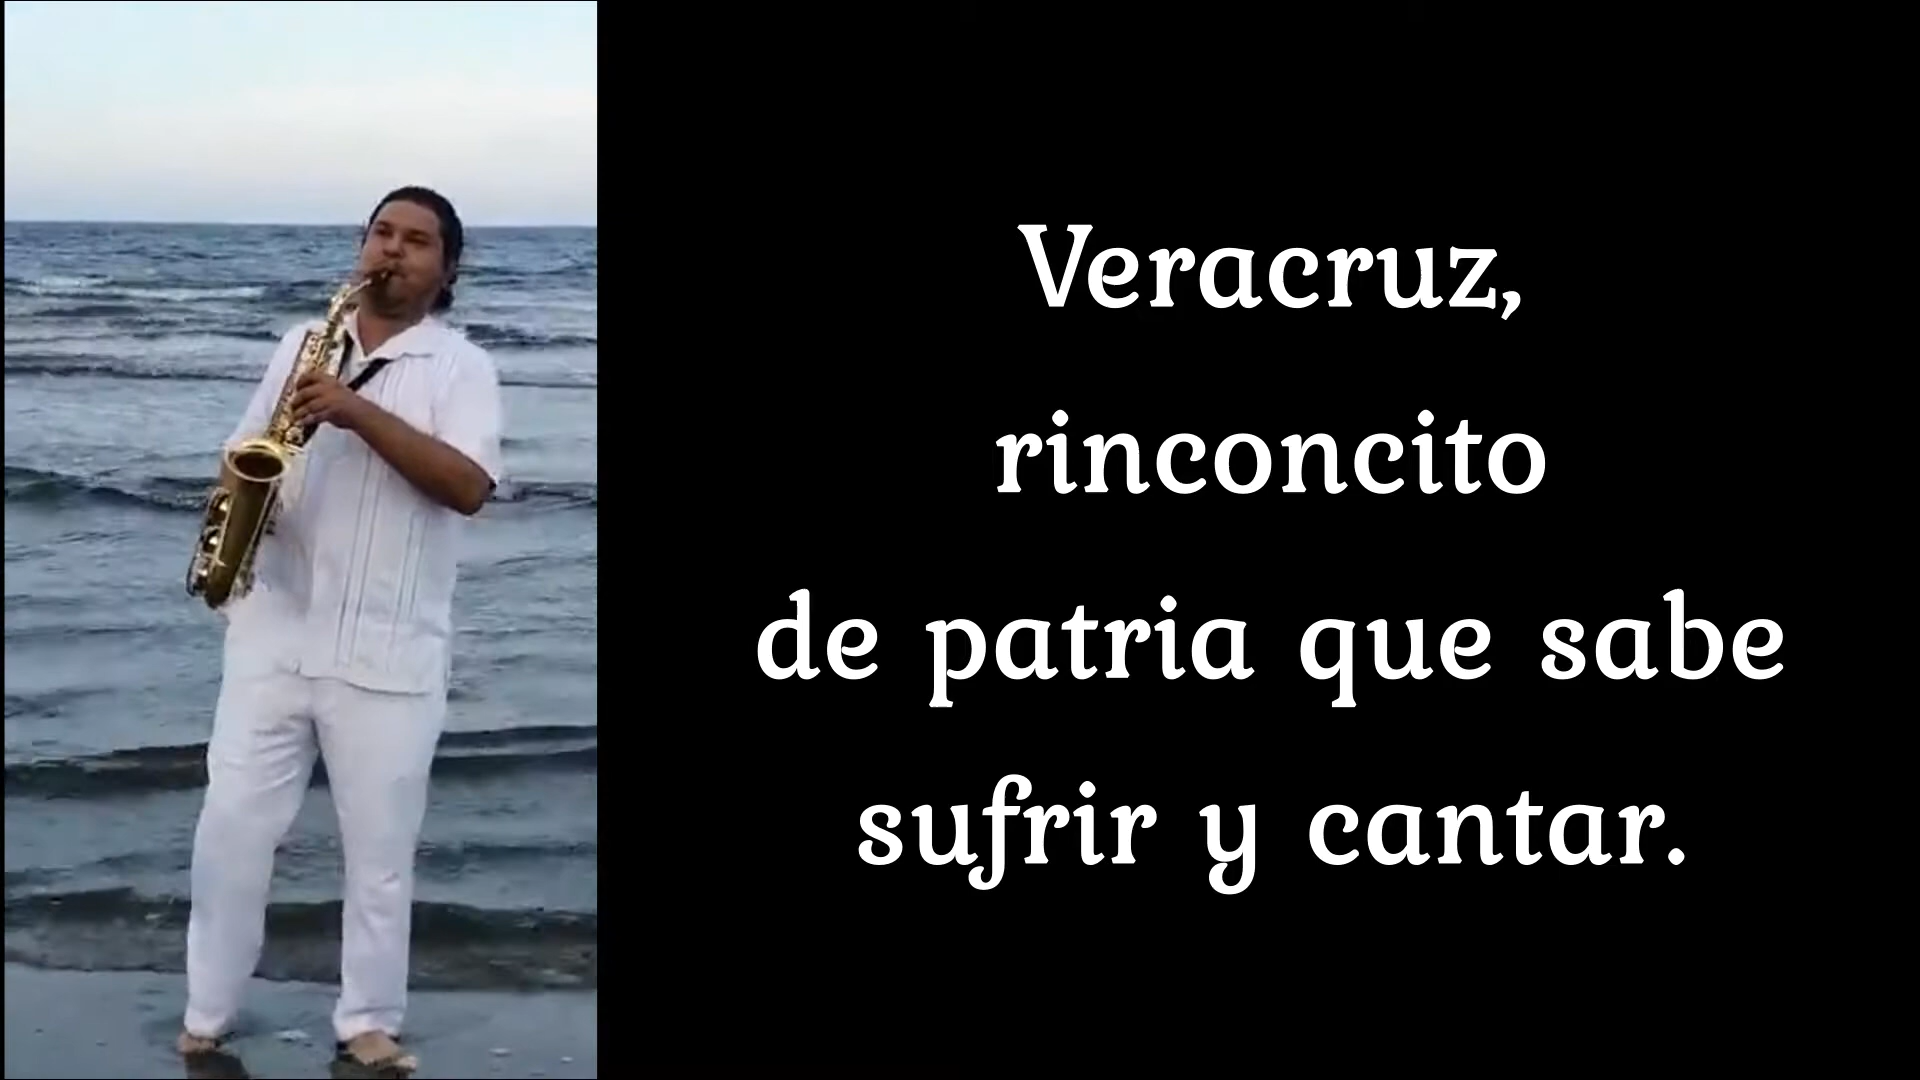 Veracruz,
rinconcito
de patria que sabe
sufrir y cantar.